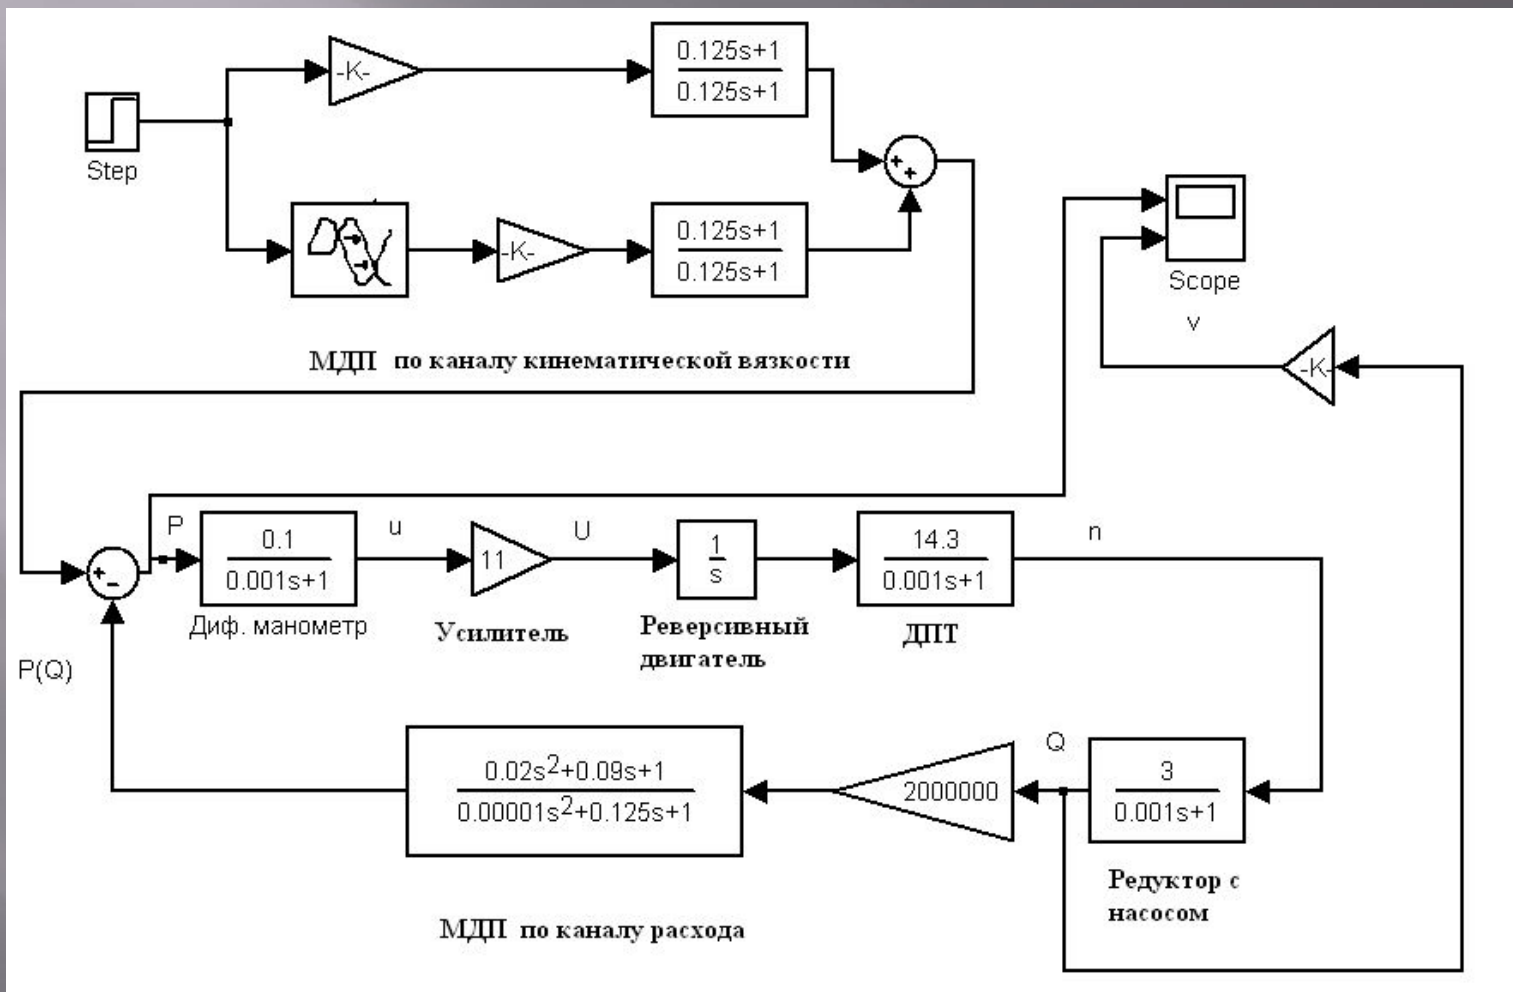 -K-
0.125s+1
0.125s+1
Step
-K-
0.125s+1
0.125s+1
+
+
Scope
v
МДП по каналу кинематической вязкости
-K-
P
0.1
0.001s+1
Диф. манометр
u
11
Усилитель
U
1
s
Реверсивный
двигатель
14.3
0.001s+1
ДПТ
n
+
-
P(Q)
0.02s2+0.09s+1
0.00001s2+0.125s+1
2000000
Q
3
0.001s+1
Редуктор с
насосом
МДП по каналу расхода